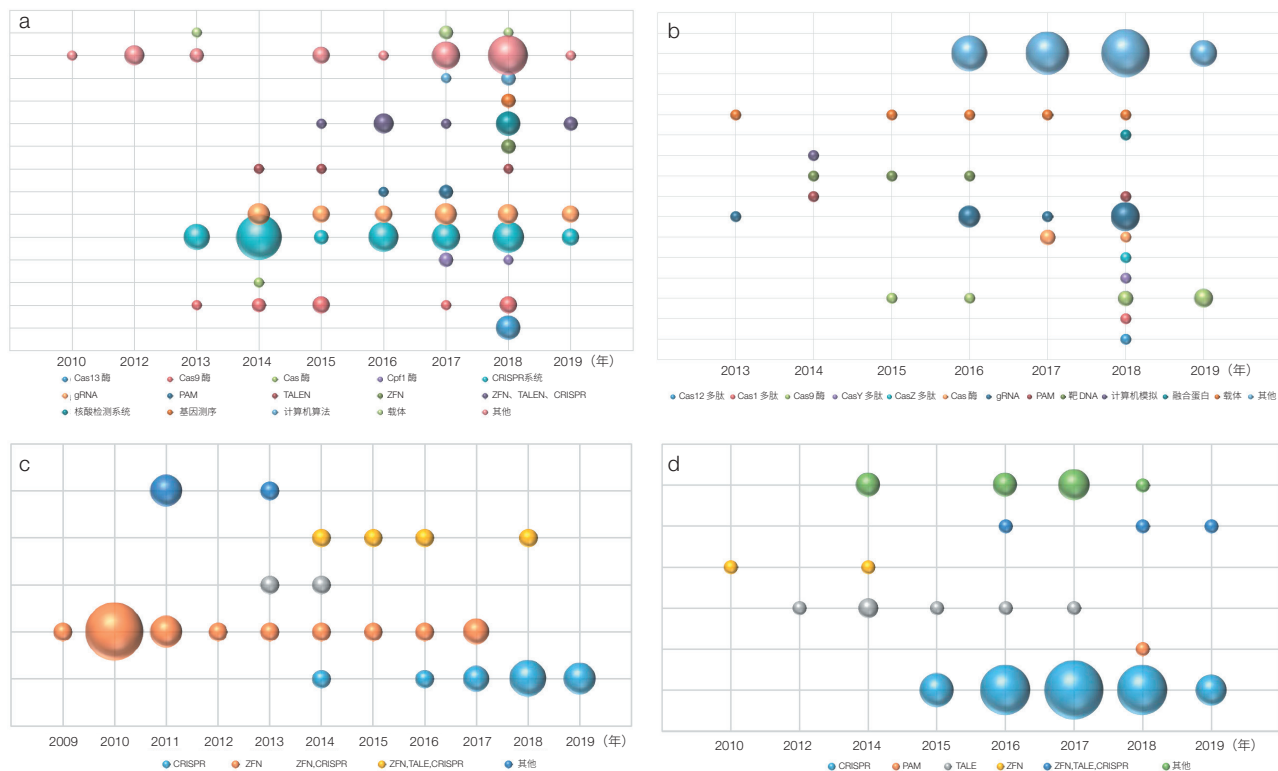 a
2010 2012 2013 2014 2015 2016 2017 2018 2019（年）
Cas13 酶 Cas9 酶 Cas 酶 Cpf1 酶 CRISPR系统
gRNA PAM TALEN ZFN ZFN、TALEN、CRISPR
核酸检测系统 基因测序 计算机算法 载体 其他
b
2013 2014 2015 2016 2017 2018 2019（年）
Cas12 多肽 Cas1 多肽 Cas9 酶 CasY 多肽 CasZ 多肽 Cas 酶 gRNA PAM 靶 DNA 计算机模拟 融合蛋白 载体 其他
c
2009 2010 2011 2012 2013 2014 2015 2016 2017 2018 2019（年）
CRISPR ZFN ZFN,CRISPR ZFN,TALE,CRISPR 其他
d
2010 2012 2014 2015 2016 2017 2018 2019（年）
CRISPR PAM TALE ZFN ZFN,TALE,CRISPR 其他